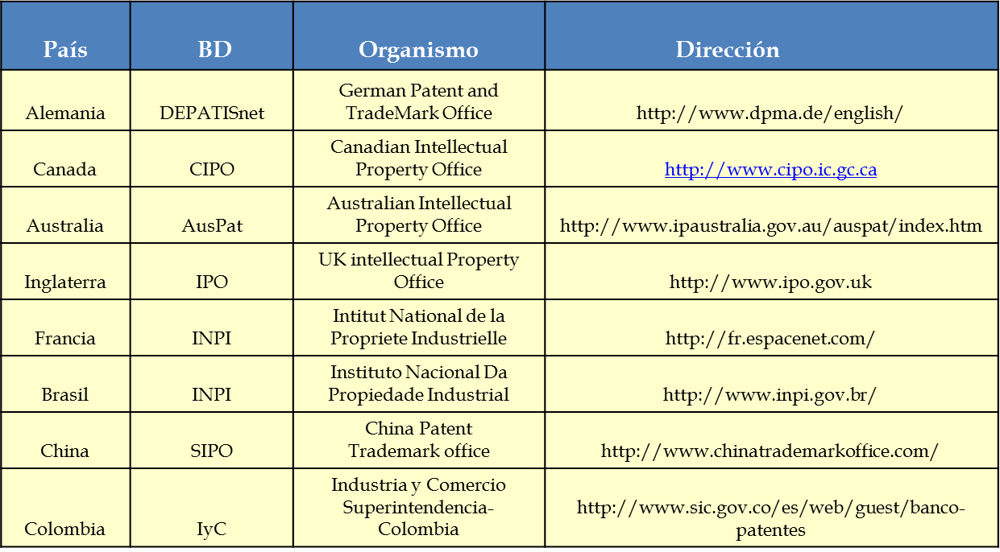 País BD Organismo Dirección
German Patent and
Alemania DEPATISnet TradeMark Office http://www.dpma.de/english/
Canadian Intellectual
Canada CIPO Property Office http://www.cipo.ic.gc.ca
Australian Intellectual
Australia AusPat Property Office http://www.ipaustralia.gov.au/auspat/index.htm
UK intellectual Property
Inglaterra IPO Office http://www.ipo.gov.uk
Intitut National de la
Francia INPI Propriete Industrielle http://fr.espacenet.com/
Instituto Nacional Da
Brasil INPI Propiedade Industrial http://www.inpi.gov.br/
China Patent
China SIPO Trademark office http://www.chinatrademarkoffice.com/
Industria y Comercio
Superintendencia- http://www.sic.gov.co/es/web/guest/banco-
Colombia IyC Colombia patentes